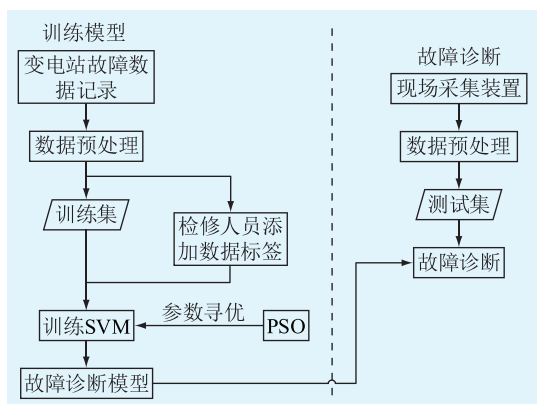 训练模型
变电站故障数
据记录
数据预处理
训练集
检修人员添
加数据标签
训练SVM
参数寻优
PSO
故障诊断模型
故障诊断
现场采集装置
数据预处理
测试集
故障诊断